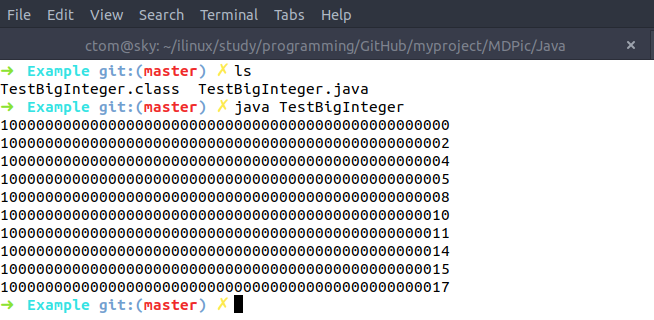 File Edit View Search Terminal Tabs Help
ctom@sky: ~/ilinux/study/programming/GitHub/myproject/MDPic/Java ×
➜ Example git:(master) ✗ ls
TestBigInteger.class TestBigInteger.java
➜ Example git:(master) ✗ java TestBigInteger
10000000000000000000000000000000000000000000000000
10000000000000000000000000000000000000000000000002
10000000000000000000000000000000000000000000000004
10000000000000000000000000000000000000000000000005
10000000000000000000000000000000000000000000000008
10000000000000000000000000000000000000000000000010
10000000000000000000000000000000000000000000000011
10000000000000000000000000000000000000000000000014
10000000000000000000000000000000000000000000000015
10000000000000000000000000000000000000000000000017
➜ Example git:(master) ✗